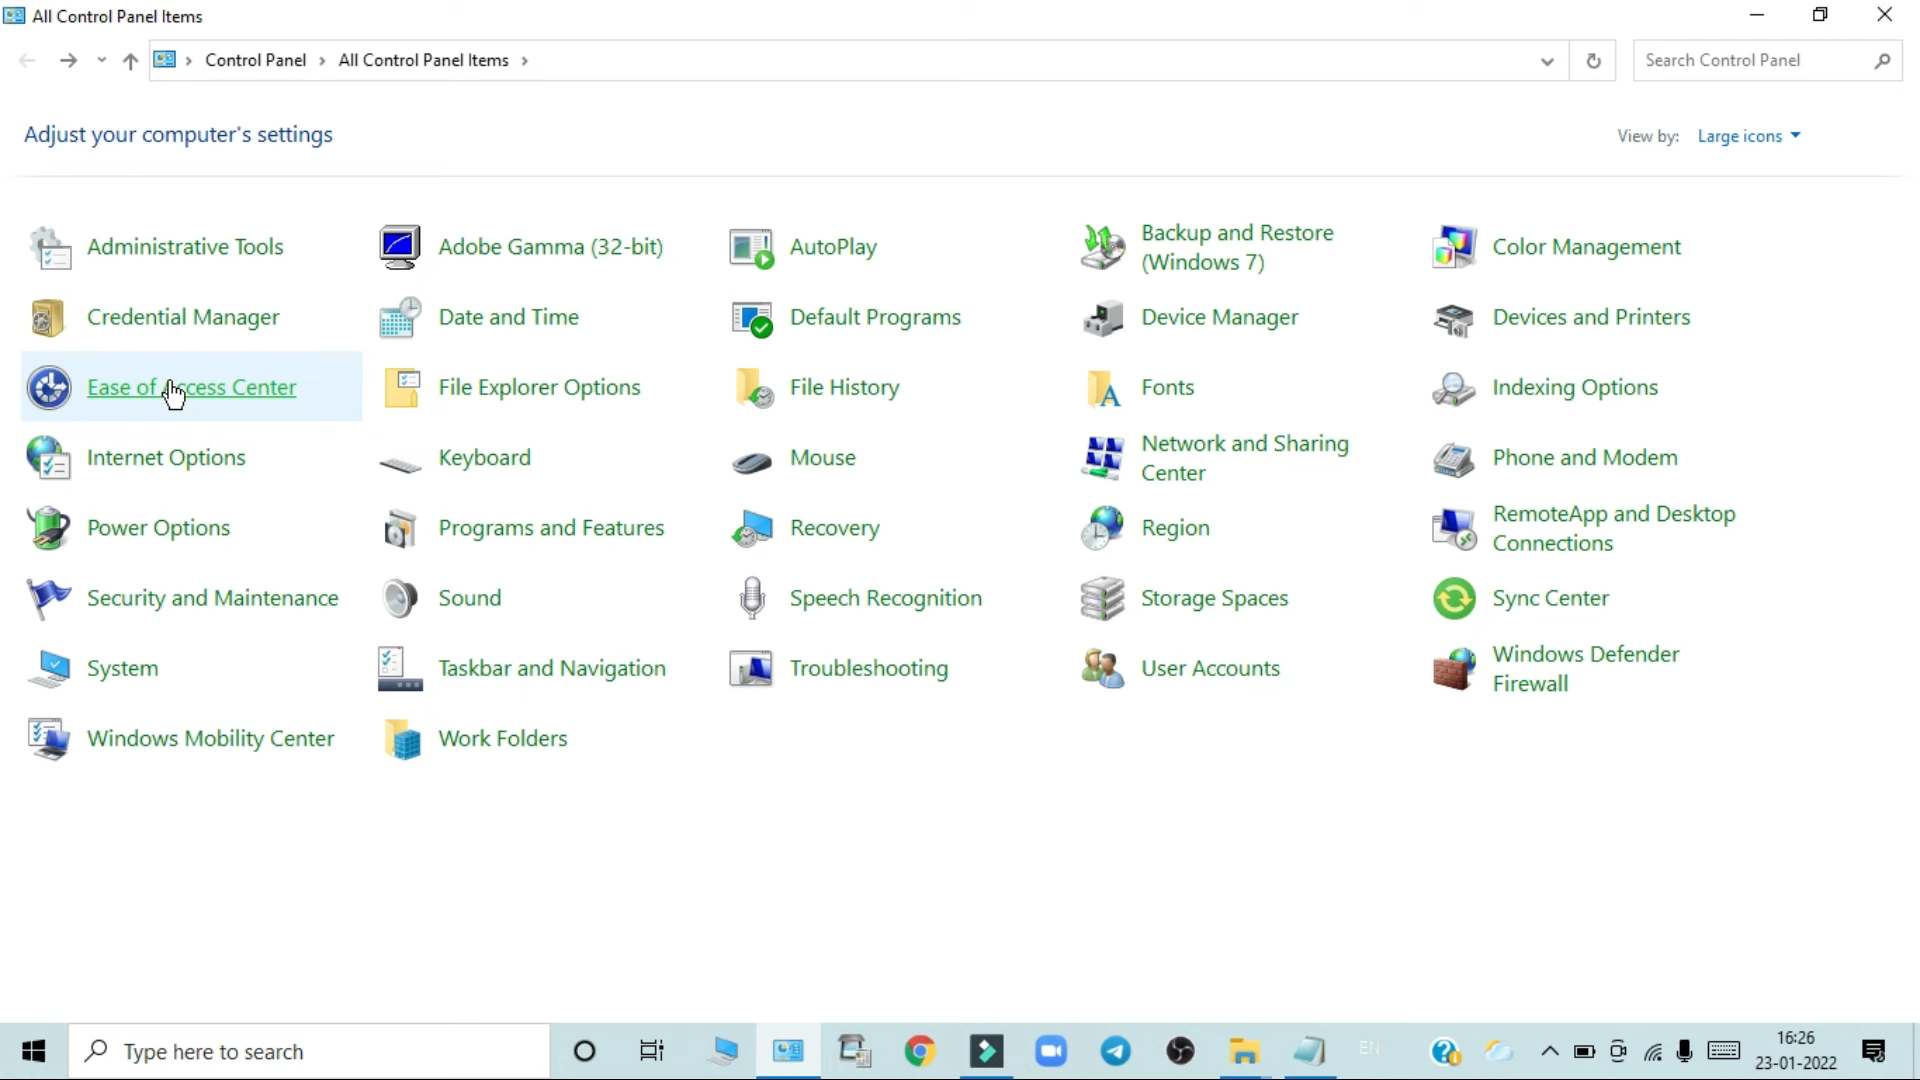 All Control Panel Items
Control Panel
All Control Panel Items
Search Control Panel
Adjust your computer's settings
View by:
Large icons
Administrative Tools
Adobe Gamma (32-bit)
AutoPlay
Backup and Restore
(Windows 7)
Color Management
Credential Manager
Date and Time
Default Programs
Device Manager
Devices and Printers
Ease of Access Center
File Explorer Options
File History
Fonts
Indexing Options
Internet Options
Keyboard
Mouse
Network and Sharing
Center
Phone and Modem
Power Options
Programs and Features
Recovery
Region
RemoteApp and Desktop
Connections
Security and Maintenance
Sound
Speech Recognition
Storage Spaces
Sync Center
System
Taskbar and Navigation
Troubleshooting
User Accounts
Windows Defender
Firewall
Windows Mobility Center
Work Folders
Type here to search
EN
16:26
23-01-2022